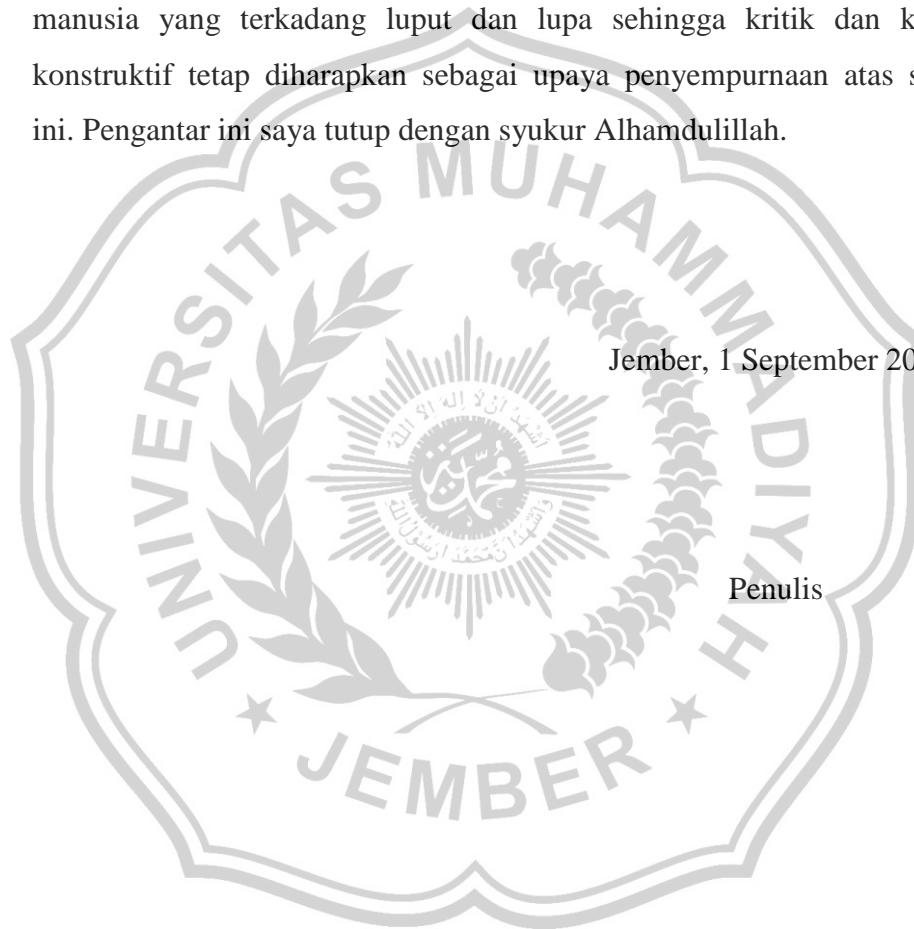 manusia yang terkadang luput dan lupa sehingga kritik dan k
konstruktif tetap diharapkan sebagai upaya penyempurnaan atas s
ini. Pengantar ini saya tutup dengan syukur Alhamdulillah.
UNIVERSITAS MUHAMMADIYAH
Jember, 1 September 20
Penulis
JEMBER